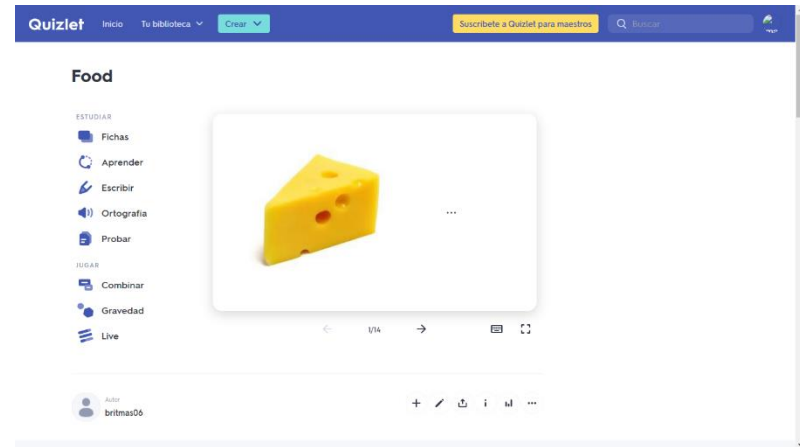 Quizlet Inicio Tu biblioteca Crear Suscríbete a Quizlet para maestros Buscar
Food
ESTUDIAR
Fichas
Aprender
Escribir
Ortografía
Probar
JUGAR
Combinar
Gravedad
Live
...
1/14
Autor
britmas06